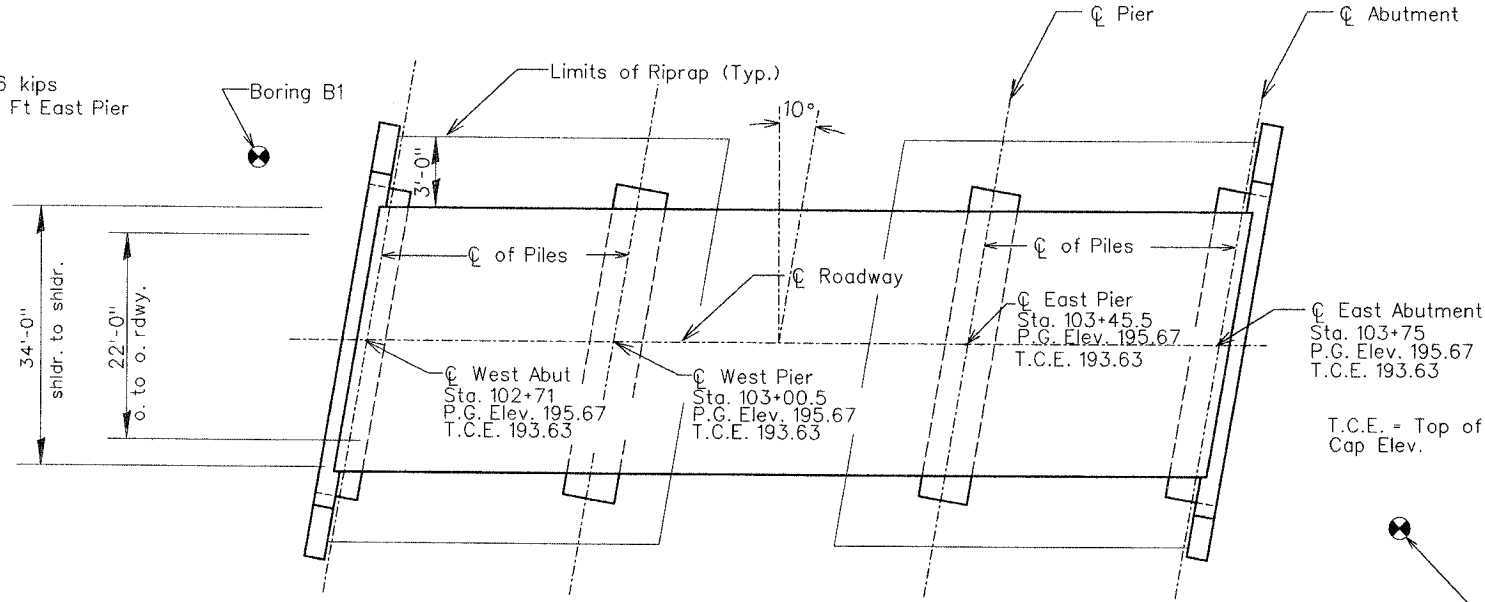 ℄ Pier
℄ Abutment
6 kips
Ft East Pier
Boring B1
Limits of Riprap (Typ.)
10°
3'-0"
34'-0"
shldr. to shldr.
22'-0"
o. to o. rdwy.
℄ of Piles
℄ of Piles
℄ Roadway
℄ West Abut
Sta. 102+71
P.G. Elev. 195.67
T.C.E. 193.63
℄ West Pier
Sta. 103+00.5
P.G. Elev. 195.67
T.C.E. 193.63
℄ East Pier
Sta. 103+45.5
P.G. Elev. 195.67
T.C.E. 193.63
℄ East Abutment
Sta. 103+75
P.G. Elev. 195.67
T.C.E. 193.63
T.C.E. = Top of
Cap Elev.